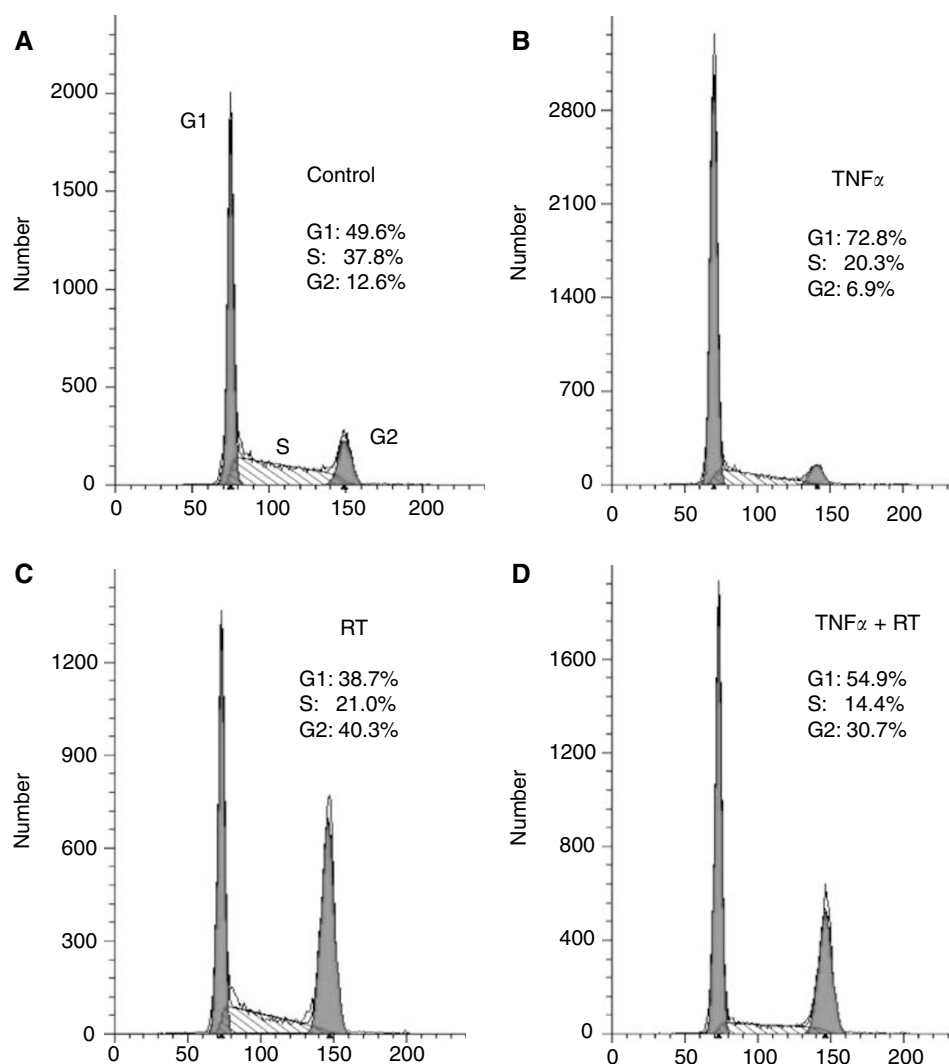 A
Number
2000
1500
1000
500
0
G1
Control
G1: 49.6%
S: 37.8%
G2: 12.6%
S
G2
0 50 100 150 200
B
Number
2800
2100
1400
700
0
TNFα
G1: 72.8%
S: 20.3%
G2: 6.9%
0 50 100 150 200
C
Number
1200
900
600
300
0
RT
G1: 38.7%
S: 21.0%
G2: 40.3%
0 50 100 150 200
D
Number
1600
1200
800
400
0
TNFα + RT
G1: 54.9%
S: 14.4%
G2: 30.7%
0 50 100 150 200